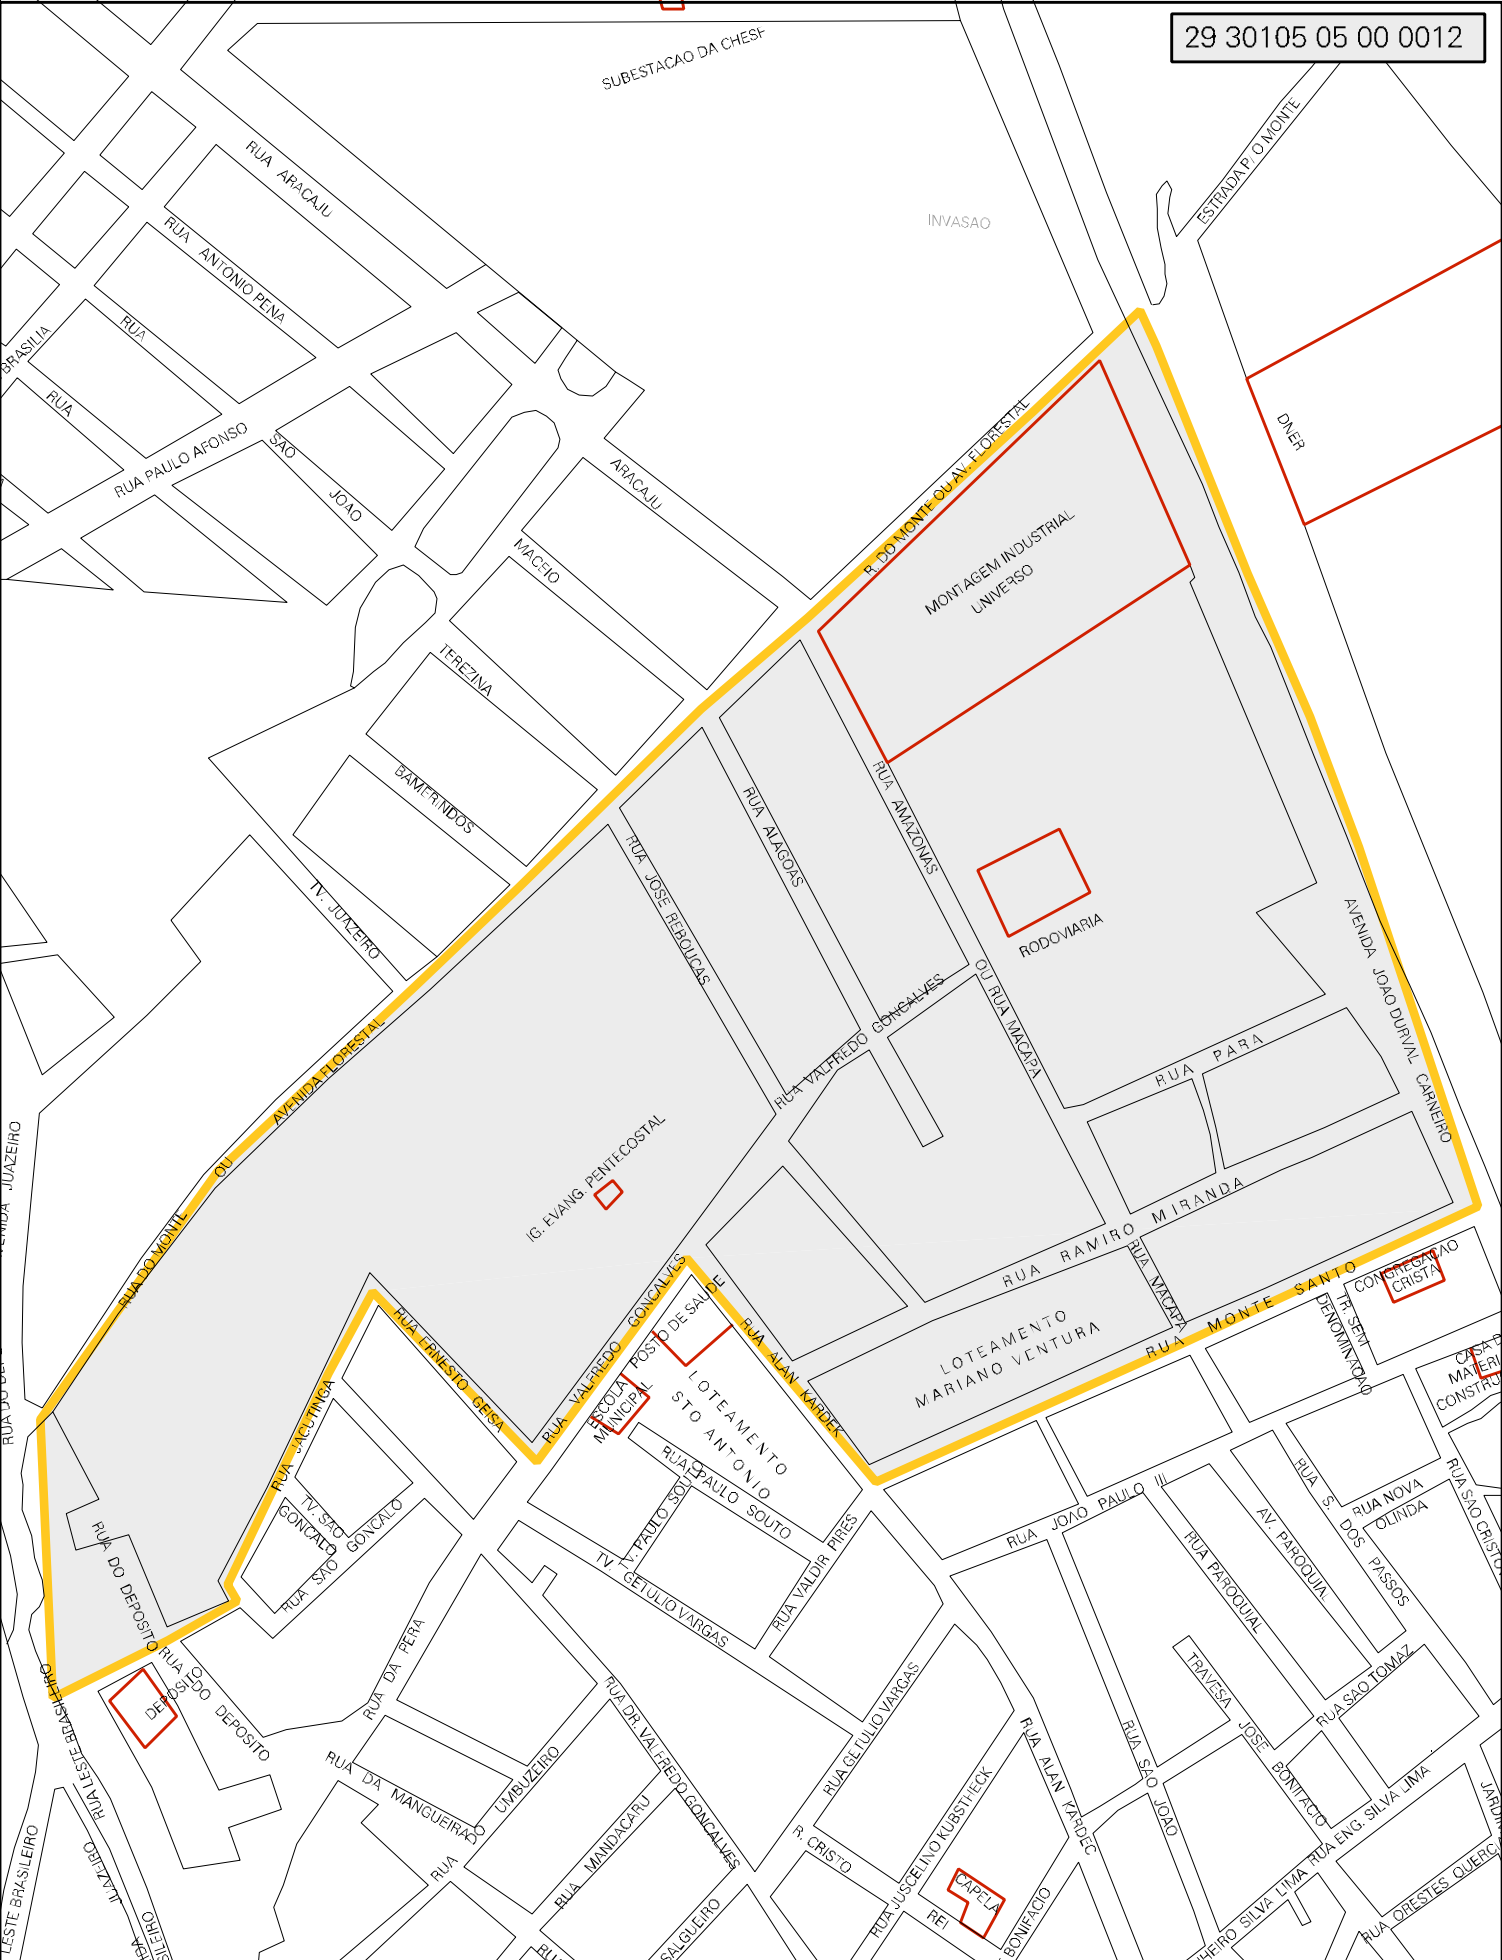 29 30105 05 00 0012
SUBESTACAO DA CHESF
ESTRADA P/ O MONTE
INVASAO
RUA ARACAJU
RUA ANTONIO PENA
RUA
BRASILIA
RUA
RUA PAULO AFONSO
SAO JOAO
ARACAJU
MACEIO
TEREZINA
BAMERINDOS
TV. JUAZEIRO
R. DO MONTE OU AV. FLORESTAL
DNER
MONTAGEM INDUSTRIAL
UNIVERSO
RUA ALAGOAS
RUA AMAZONAS
RUA JOSE REBOUCAS
RODOVIARIA
OU RUA MACAPA
RUA VALFREDO GONCALVES
AVENIDA JOAO DURVAL CARNEIRO
RUA PARA
AVENIDA FLORESTAL
OU
RUA DO MONTE
JUAZEIRO
IG. EVANG. PENTECOSTAL
RUA RAMIRO MIRANDA
RUA MACAPA
RUA MONTE SANTO
LOTEAMENTO
MARIANO VENTURA
CONGREGACAO
CRISTA
TR. SEM
DENOMINACAO
RUA ERNESTO GEISA
RUA VALFREDO GONCALVES
POSTO DE SAUDE
RUA ALAN KARDEK
ESCOLA
MUNICIPAL
LOTEAMENTO
STO ANTONIO
RUA JACUTINGA
TV. SAO
GONCALO
RUA SAO GONCALO
RUA PAULO SOUTO
TV. PAULO SOUTO
RUA VALDIR PIRES
TV. GETULIO VARGAS
RUA JOAO PAULO III
RUA NOVA
OLINDA
RUA S. DOS PASSOS
AV. PAROQUIAL
RUA PAROQUIAL
RUA SAO CRISTO
RUA DO DEPOSITO
RUA DO DEPOSITO
DEPOSITO
RUA LESTE BRASILEIRO
RUA DA PERA
RUA DA MANGUEIRA
RUA DO UMBUZEIRO
RUA MANDACARU
RUA DR. VALFREDO GONCALVES
RUA GETULIO VARGAS
RUA JUSCELINO KUBSTHECK
R. CRISTO
REI
CAPELA
BONIFACIO
RUA ALAN KARDEC
RUA SAO JOAO
TRAVESA JOSE BONIFACIO
RUA SAO TOMAZ
RUA ENG. SILVA LIMA
SILVA LIMA
RUA ORESTES
SALGUEIRO
JUAZEIRO
LESTE BRASILEIRO